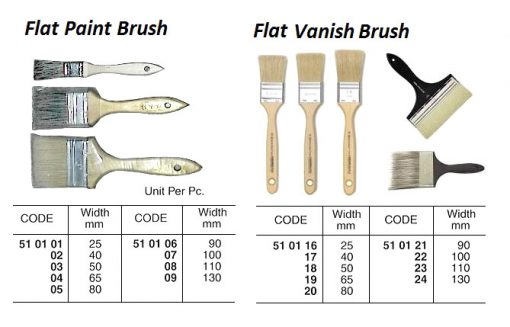 Flat Paint Brush
Unit Per Pc.
CODE Width mm CODE Width mm
51 01 01 25 51 01 06 90
02 40 07 100
03 50 08 110
04 65 09 130
05 80
Flat Vanish Brush
CODE Width mm CODE Width mm
51 01 16 25 51 01 21 90
17 40 22 100
18 50 23 110
19 65 24 130
20 80